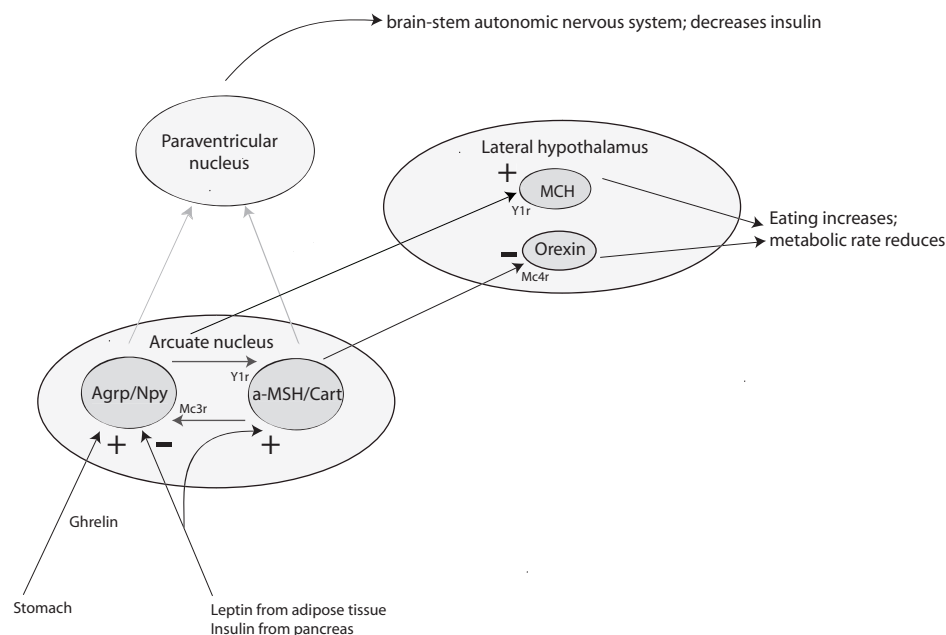 brain-stem autonomic nervous system; decreases insulin
Paraventricular
nucleus
Lateral hypothalamus
+
MCH
Y1r
Eating increases;
metabolic rate reduces
Orexin
-
Mc4r
Arcuate nucleus
Y1r
Agrp/Npy
a-MSH/Cart
Mc3r
+
-
+
Ghrelin
Stomach
Leptin from adipose tissue
Insulin from pancreas